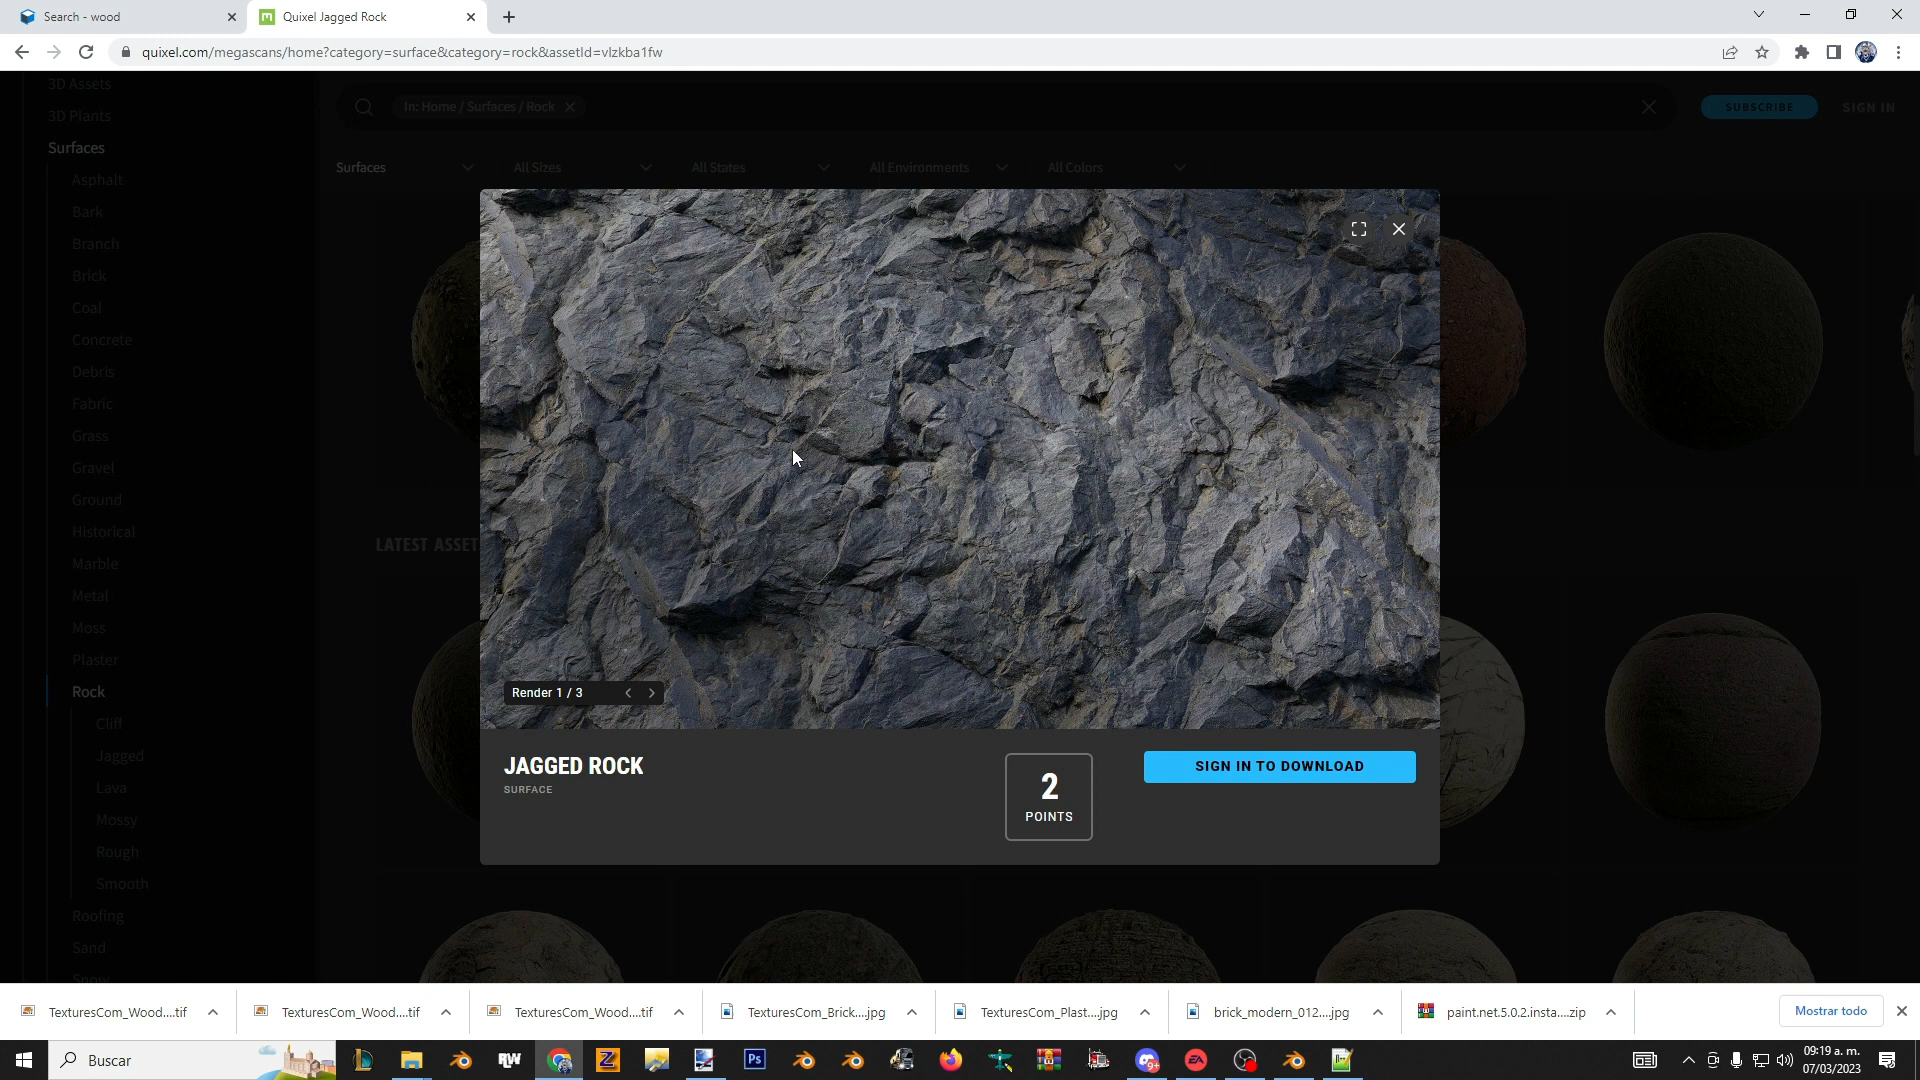 Search - wood
Quixel Jagged Rock
quixel.com/megascans/home?category=surface&category=rock&assetId=vlzkba1fw
3D Assets
3D Plants
Surfaces
Asphalt
Bark
Branch
Brick
Coal
Concrete
Debris
Fabric
Grass
Gravel
Ground
Historical
Marble
Metal
Moss
Plaster
Rock
Cliff
Jagged
Lava
Mossy
Rough
Smooth
Roofing
Sand
Snow
In: Home / Surfaces / Rock
SUBSCRIBE
SIGN IN
Surfaces
All Sizes
All States
All Environments
All Colors
LATEST ASSET
Render 1 / 3
JAGGED ROCK
SURFACE
2
POINTS
SIGN IN TO DOWNLOAD
TexturesCom_Wood....tif
TexturesCom_Wood....tif
TexturesCom_Wood....tif
TexturesCom_Brick....jpg
TexturesCom_Plast....jpg
brick_modern_012....jpg
paint.net.5.0.2.insta....zip
Mostrar todo
Buscar
RW
Z
Ps
9+
EA
09:19 a. m.
07/03/2023